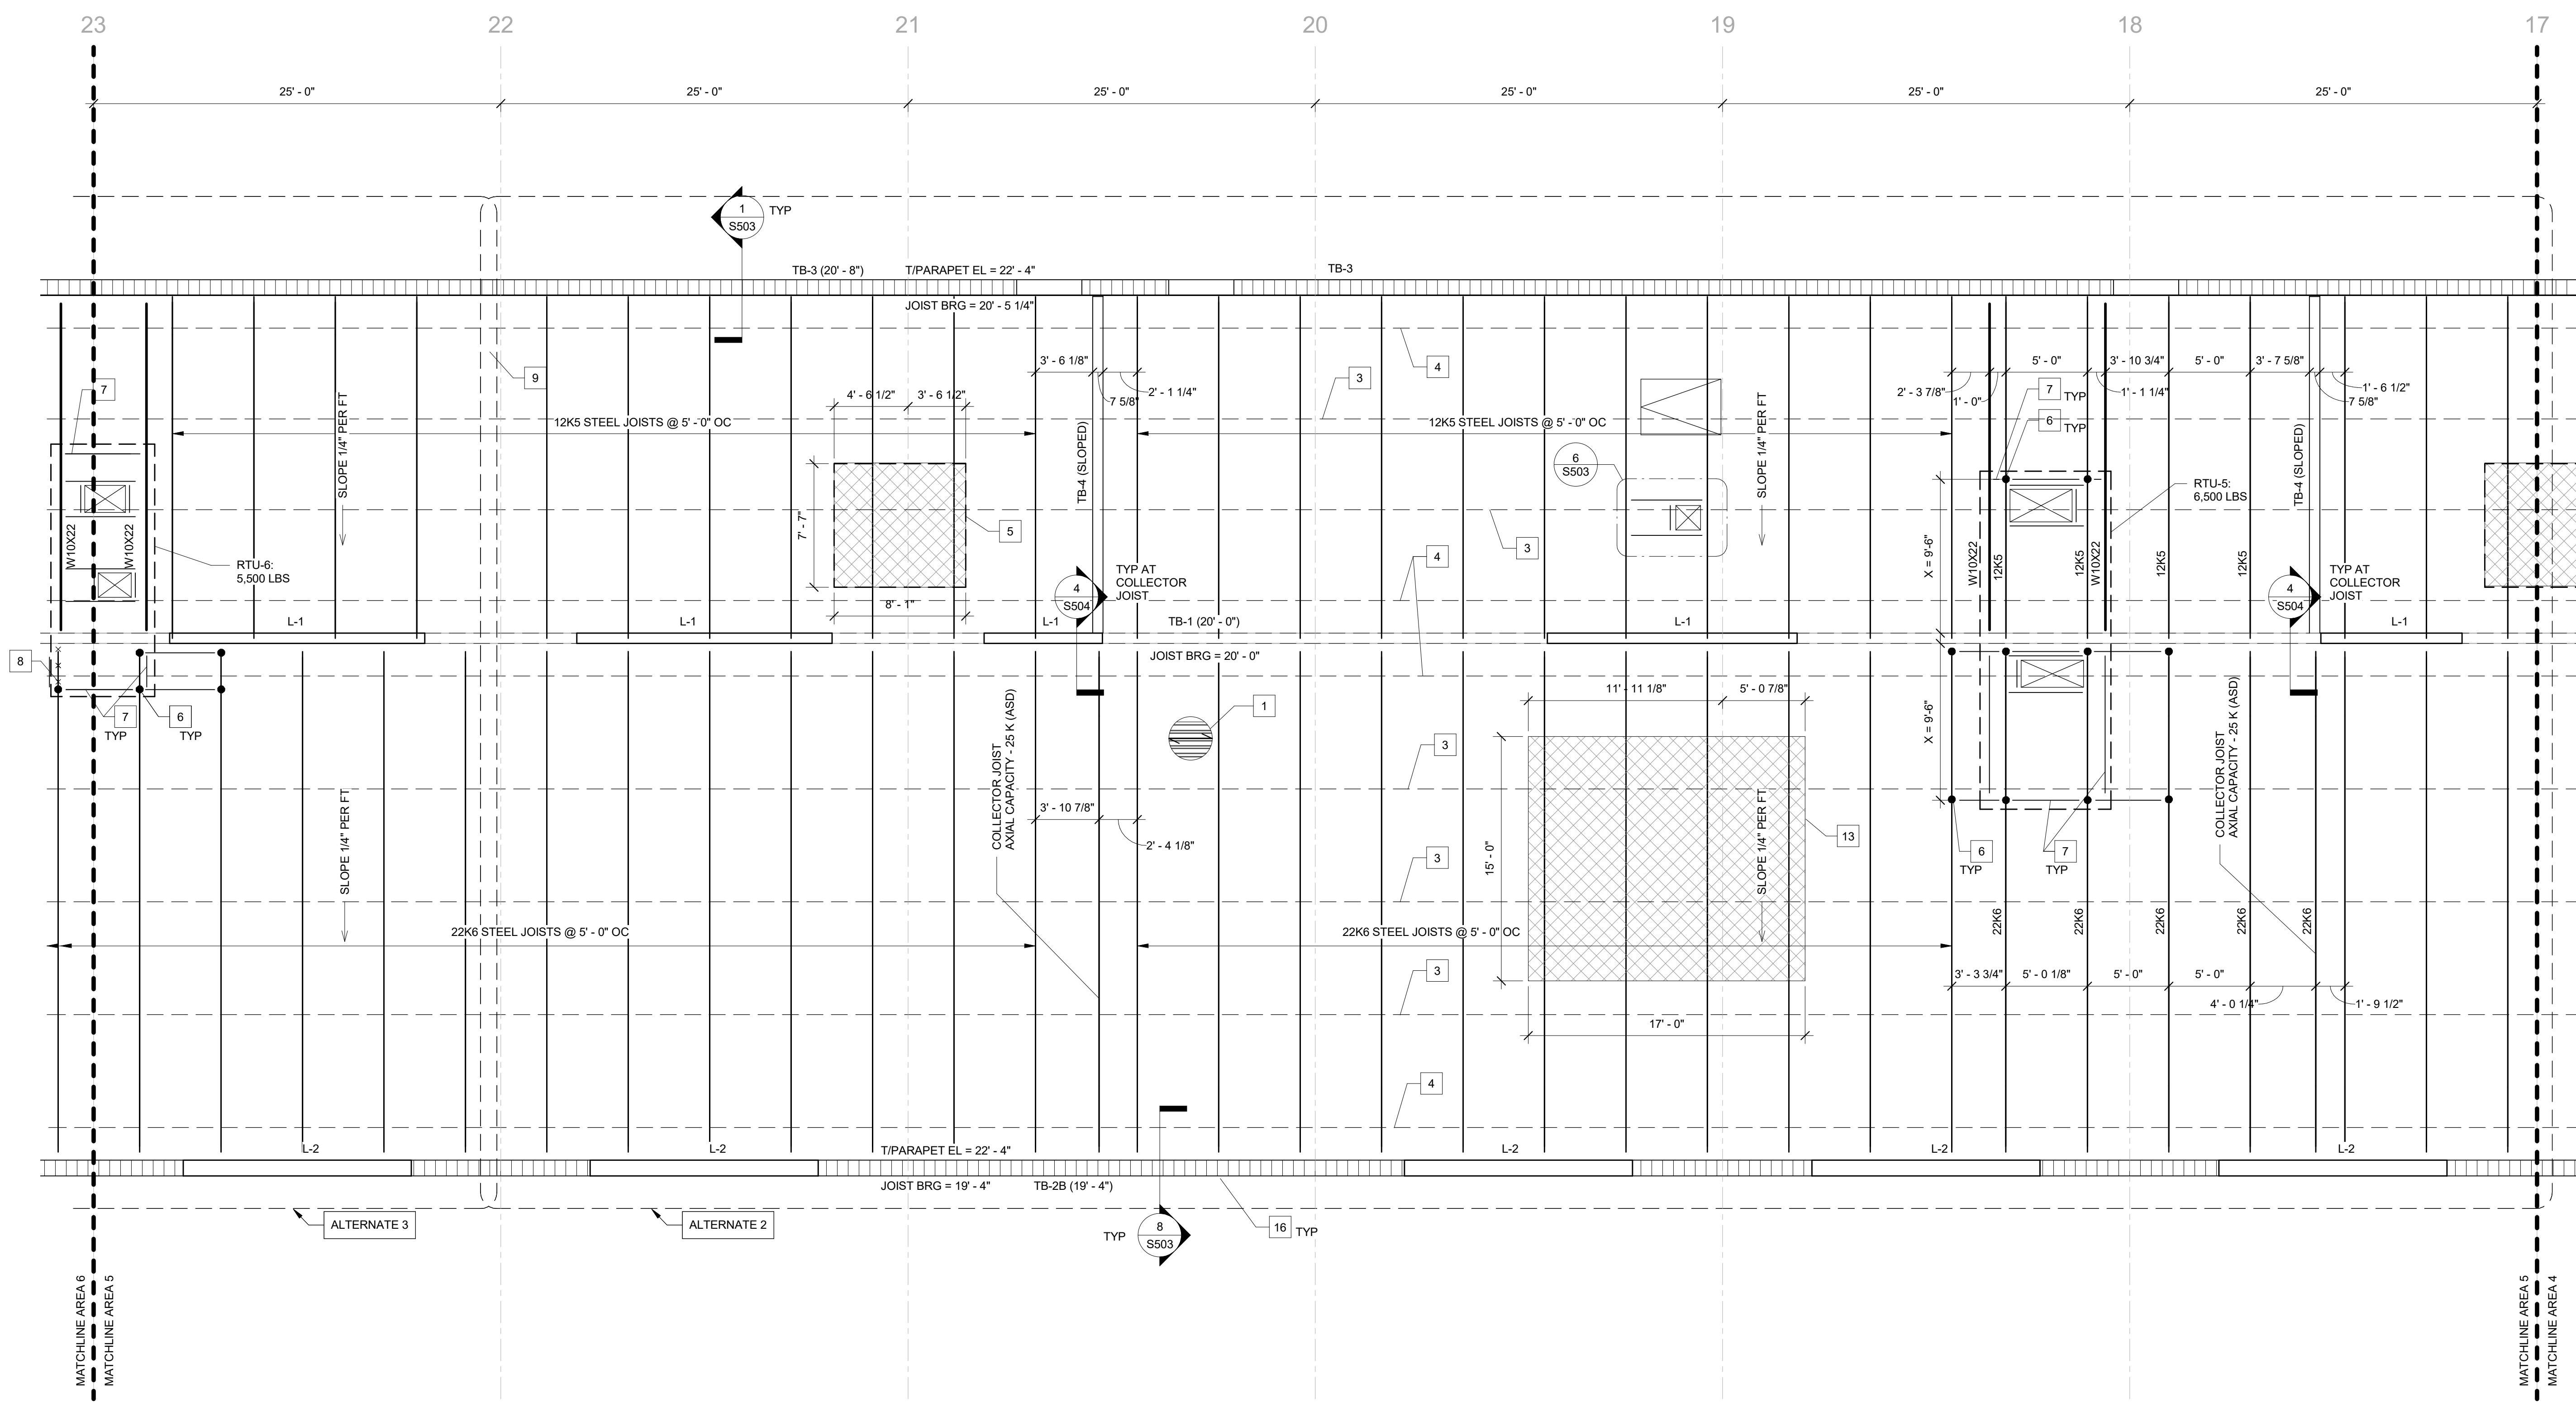 23
22
21
20
19
18
17
25' - 0"
25' - 0"
25' - 0"
25' - 0"
25' - 0"
25' - 0"
1
S503
TYP
TB-3 (20' - 8")
T/PARAPET EL = 22' - 4"
TB-3
JOIST BRG = 20' - 5 1/4"
7
SLOPE 1/4" PER FT
9
12K5 STEEL JOISTS @ 5' - 0" OC
4' - 6 1/2"
3' - 6 1/2"
3' - 6 1/8"
2' - 1 1/4"
7 5/8"
TB-4 (SLOPED)
3
4
12K5 STEEL JOISTS @ 5' - 0" OC
SLOPE 1/4" PER FT
2' - 3 7/8"
1' - 0"
5' - 0"
3' - 10 3/4"
5' - 0"
3' - 7 5/8"
7
TYP
1' - 1 1/4"
6
TYP
1' - 6 1/2"
7 5/8"
TB-4 (SLOPED)
W10X22
W10X22
RTU-6:
5,500 LBS
7' - 7"
5
8' - 1"
6
S503
3
4
RTU-5:
6,500 LBS
X = 9'-6"
W10X22
12K5
12K5
W10X22
12K5
12K5
4
S504
TYP AT
COLLECTOR
JOIST
4
S504
TYP AT
COLLECTOR
JOIST
L-1
L-1
L-1
TB-1 (20' - 0")
L-1
L-1
JOIST BRG = 20' - 0"
8
7
TYP
6
TYP
COLLECTOR JOIST
AXIAL CAPACITY - 25 K (ASD)
1
11' - 11 1/8"
5' - 0 7/8"
X = 9'-6"
COLLECTOR JOIST
AXIAL CAPACITY - 25 K (ASD)
3
SLOPE 1/4" PER FT
3' - 10 7/8"
2' - 4 1/8"
15' - 0"
SLOPE 1/4" PER FT
13
3
6
TYP
7
TYP
22K6 STEEL JOISTS @ 5' - 0" OC
22K6 STEEL JOISTS @ 5' - 0" OC
22K6
22K6
22K6
22K6
22K6
3
3' - 3 3/4"
5' - 0 1/8"
5' - 0"
5' - 0"
4' - 0 1/4"
1' - 9 1/2"
17' - 0"
4
L-2
L-2
T/PARAPET EL = 22' - 4"
L-2
L-2
L-2
JOIST BRG = 19' - 4"
TB-2B (19' - 4")
ALTERNATE 3
ALTERNATE 2
TYP
8
S503
16
TYP
MATCHLINE AREA 6
MATCHLINE AREA 5
MATCHLINE AREA 5
MATCHLINE AREA 4